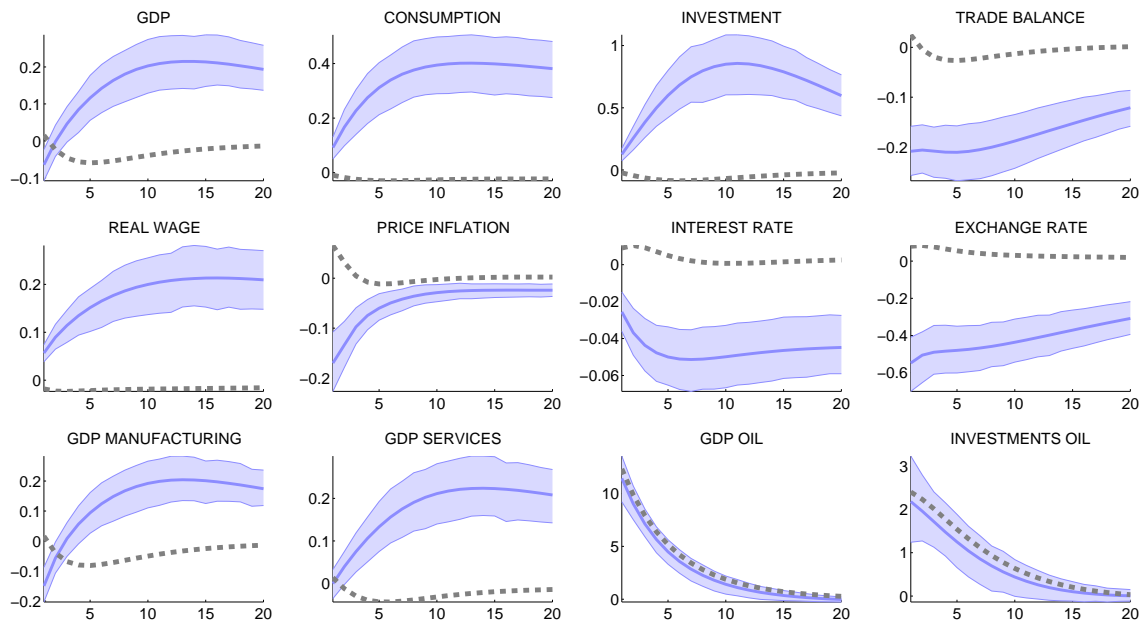 GDP
CONSUMPTION
INVESTMENT
TRADE BALANCE
0.2
0.1
0
−0.1
5 10 15 20
0.4
0.2
0
5 10 15 20
1
0.5
0
5 10 15 20
0
−0.1
−0.2
5 10 15 20
REAL WAGE
PRICE INFLATION
INTEREST RATE
EXCHANGE RATE
0.2
0.1
0
5 10 15 20
0
−0.1
−0.2
5 10 15 20
0
−0.02
−0.04
−0.06
5 10 15 20
0
−0.2
−0.4
−0.6
5 10 15 20
GDP MANUFACTURING
GDP SERVICES
GDP OIL
INVESTMENTS OIL
0.2
0.1
0
−0.1
−0.2
5 10 15 20
0.2
0.1
0
5 10 15 20
10
5
0
5 10 15 20
3
2
1
0
5 10 15 20